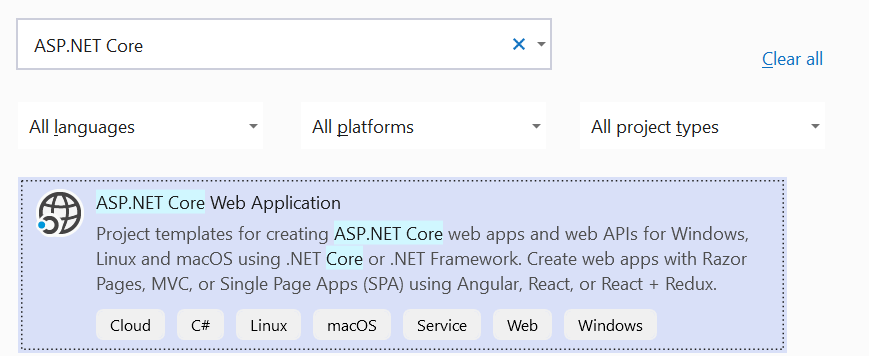 ASP.NET Core
Clear all
All languages
All platforms
All project types
ASP.NET Core Web Application
Project templates for creating ASP.NET Core web apps and web APIs for Windows,
Linux and macOS using .NET Core or .NET Framework. Create web apps with Razor
Pages, MVC, or Single Page Apps (SPA) using Angular, React, or React + Redux.
Cloud C# Linux macOS Service Web Windows